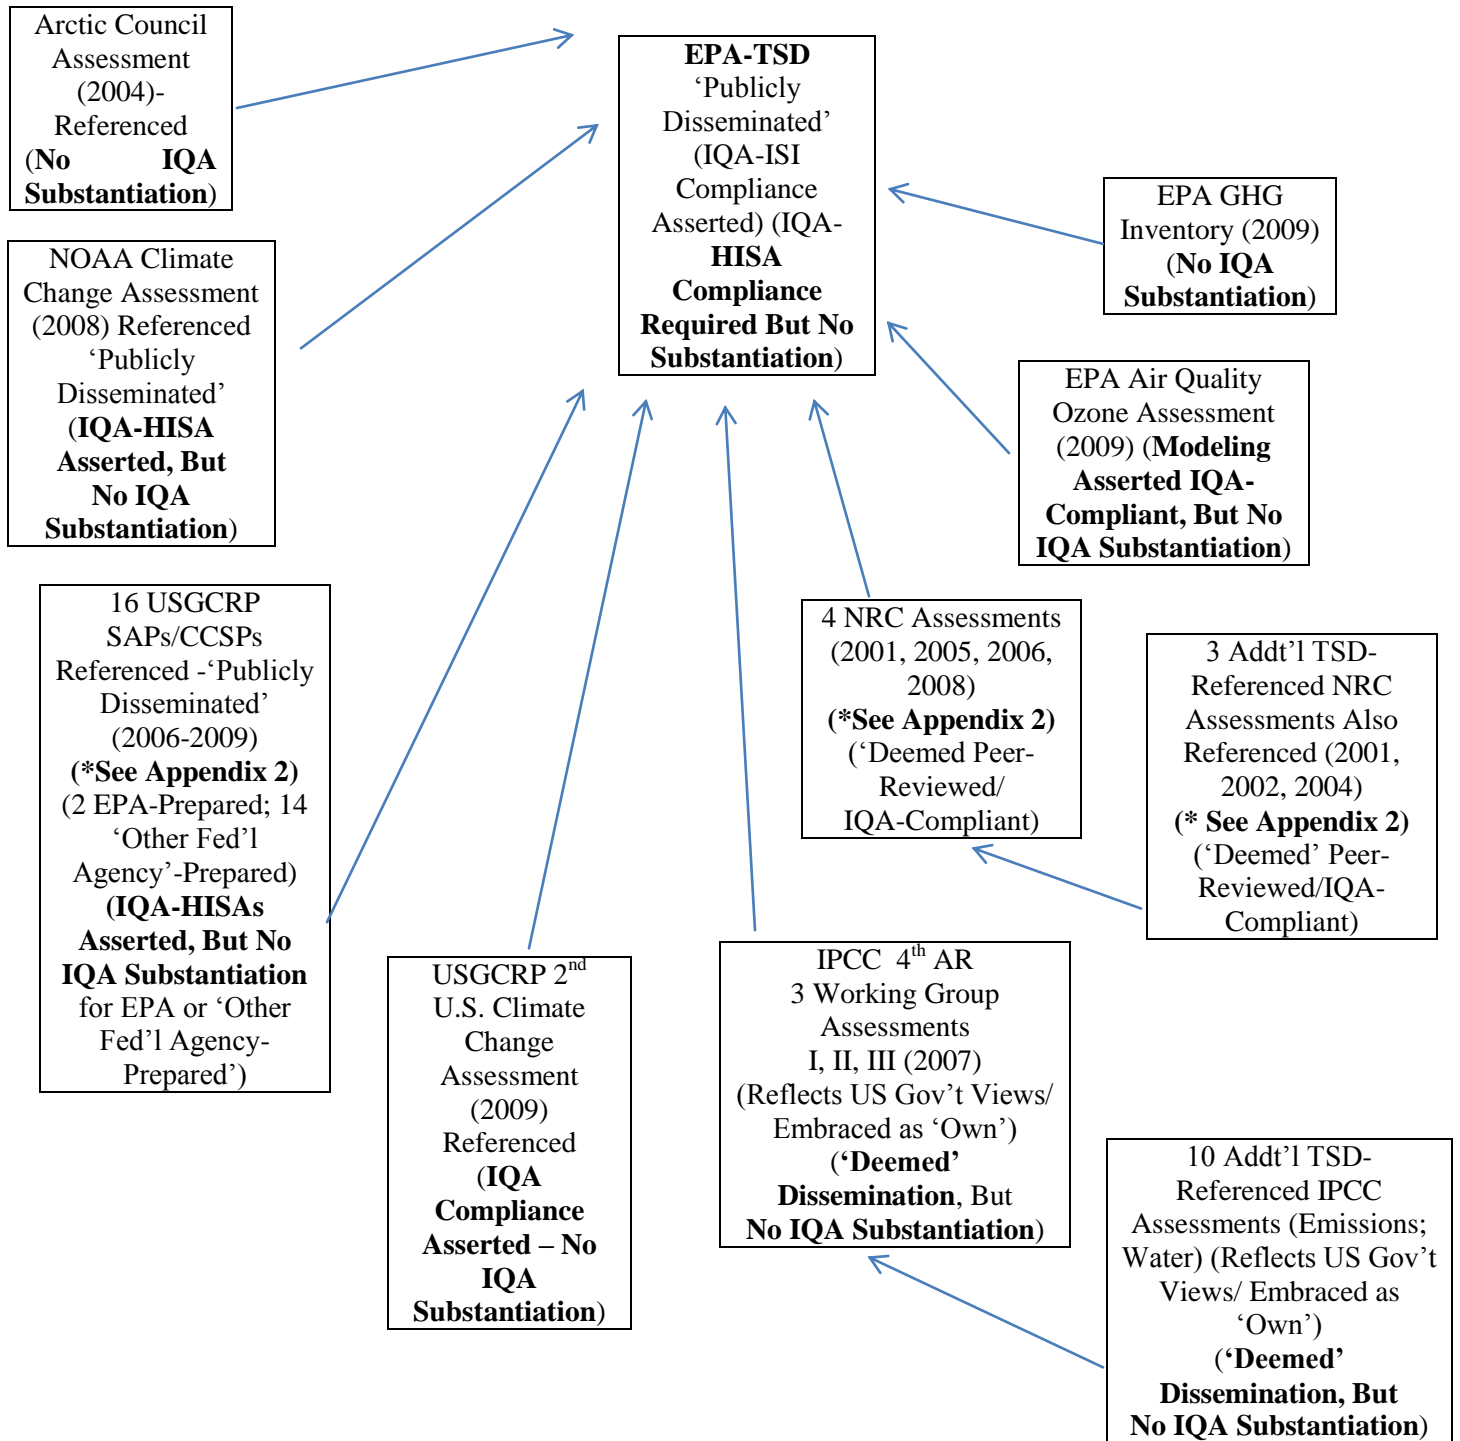 Arctic Council
Assessment
(2004)-
Referenced
(No IQA
Substantiation)
EPA-TSD
‘Publicly
Disseminated’
(IQA-ISI
Compliance
Asserted) (IQA-
HISA
Compliance
Required But No
Substantiation)
EPA GHG
Inventory (2009)
(No IQA
Substantiation)
NOAA Climate
Change Assessment
(2008) Referenced
‘Publicly
Disseminated’
(IQA-HISA
Asserted, But
No IQA
Substantiation)
EPA Air Quality
Ozone Assessment
(2009) (Modeling
Asserted IQA-
Compliant, But No
IQA Substantiation)
16 USGCRP
SAPs/CCSPs
Referenced -‘Publicly
Disseminated’
(2006-2009)
(*See Appendix 2)
(2 EPA-Prepared; 14
‘Other Fed’l
Agency’-Prepared)
(IQA-HISAs
Asserted, But No
IQA Substantiation
for EPA or ‘Other
Fed’l Agency-
Prepared’)
4 NRC Assessments
(2001, 2005, 2006,
2008)
(*See Appendix 2)
(‘Deemed Peer-
Reviewed/
IQA-Compliant)
3 Addt’l TSD-
Referenced NRC
Assessments Also
Referenced (2001,
2002, 2004)
(* See Appendix 2)
(‘Deemed’ Peer-
Reviewed/IQA-
Compliant)
USGCRP 2nd
U.S. Climate
Change
Assessment
(2009)
Referenced
(IQA
Compliance
Asserted – No
IQA
Substantiation)
IPCC 4th AR
3 Working Group
Assessments
I, II, III (2007)
(Reflects US Gov’t Views/
Embraced as ‘Own’)
(‘Deemed’
Dissemination, But
No IQA Substantiation)
10 Addt’l TSD-
Referenced IPCC
Assessments (Emissions;
Water) (Reflects US Gov’t
Views/ Embraced as
‘Own’)
(‘Deemed’
Dissemination, But
No IQA Substantiation)